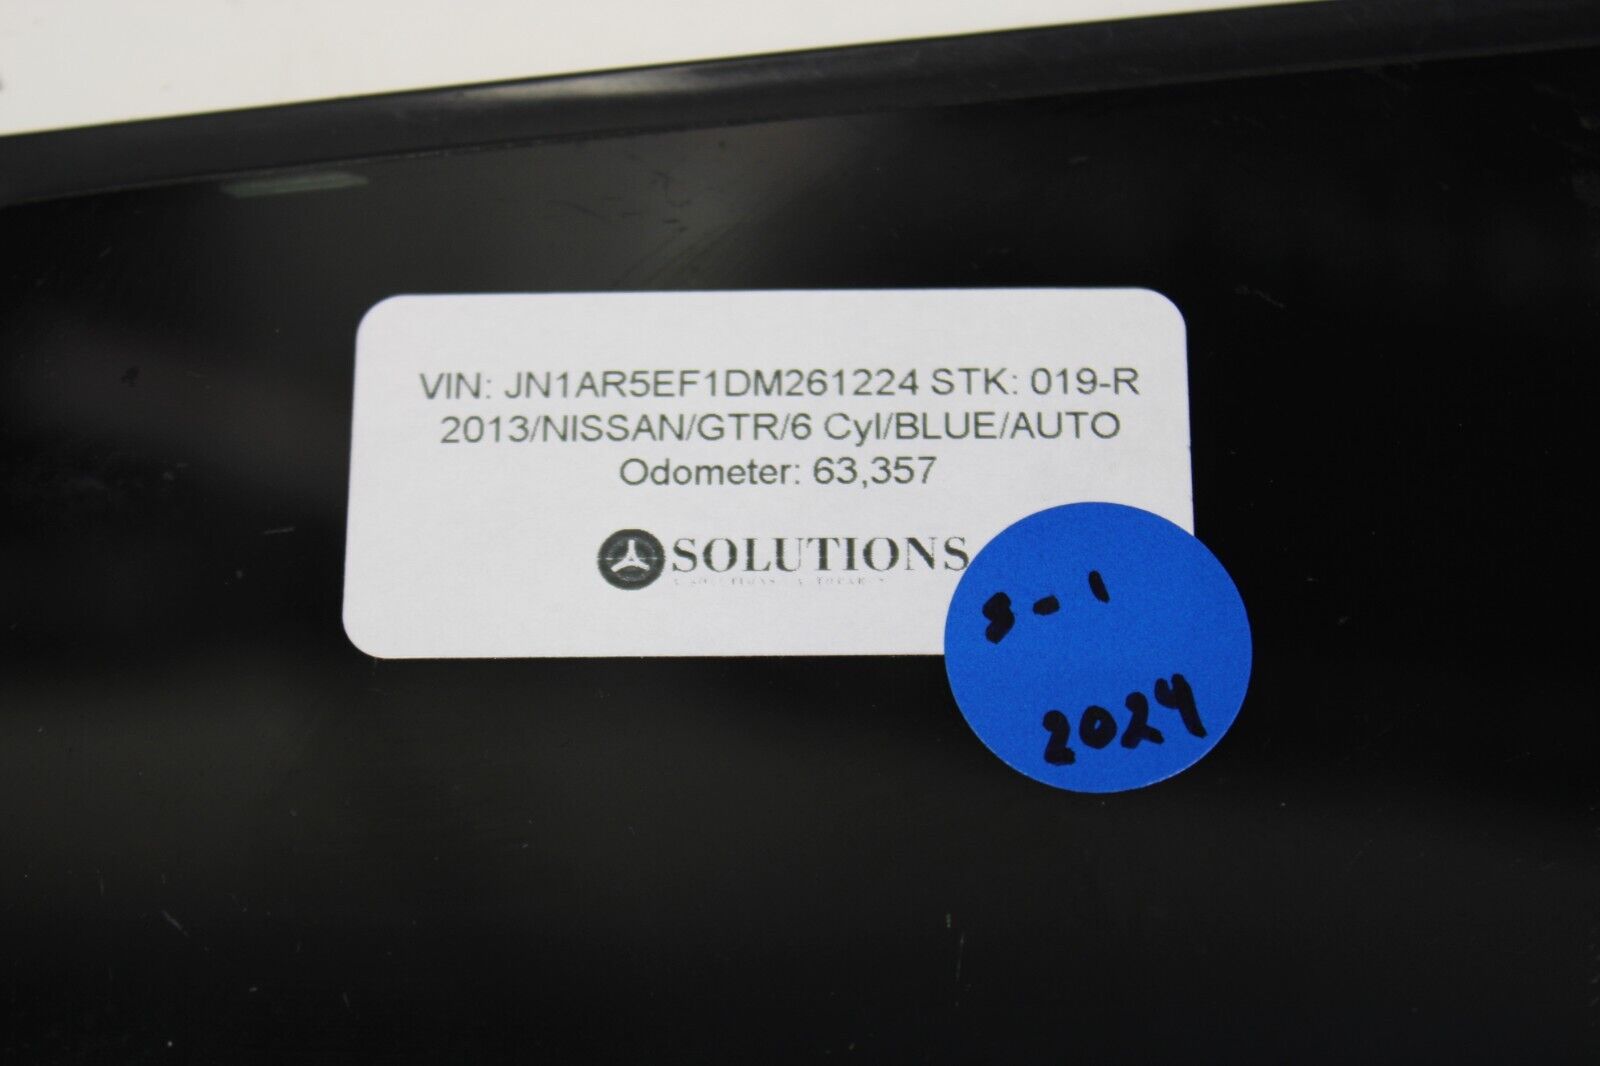 VIN: JN1AR5EF1DM261224 STK: 019-R
2013/NISSAN/GTR/6 Cyl/BLUE/AUTO
Odometer: 63,357
SOLUTIONS
8-1
2024